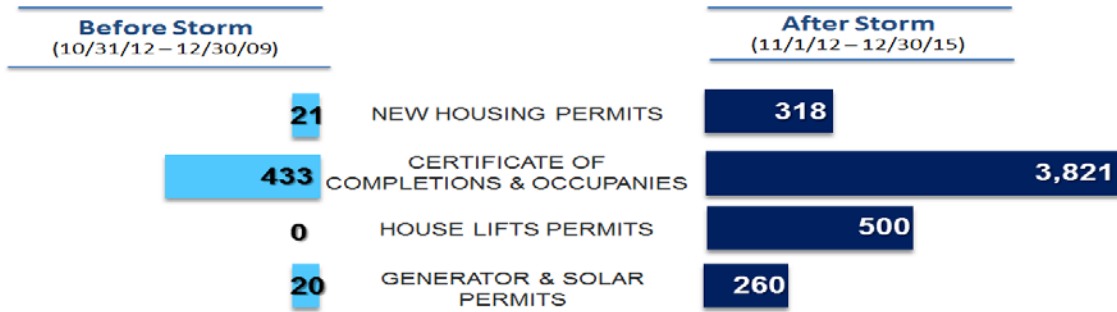 Before Storm
(10/31/12 – 12/30/09)
After Storm
(11/1/12 – 12/30/15)
21
NEW HOUSING PERMITS
318
433
CERTIFICATE OF
COMPLETIONS & OCCUPANIES
3,821
0
HOUSE LIFTS PERMITS
500
20
GENERATOR & SOLAR
PERMITS
260